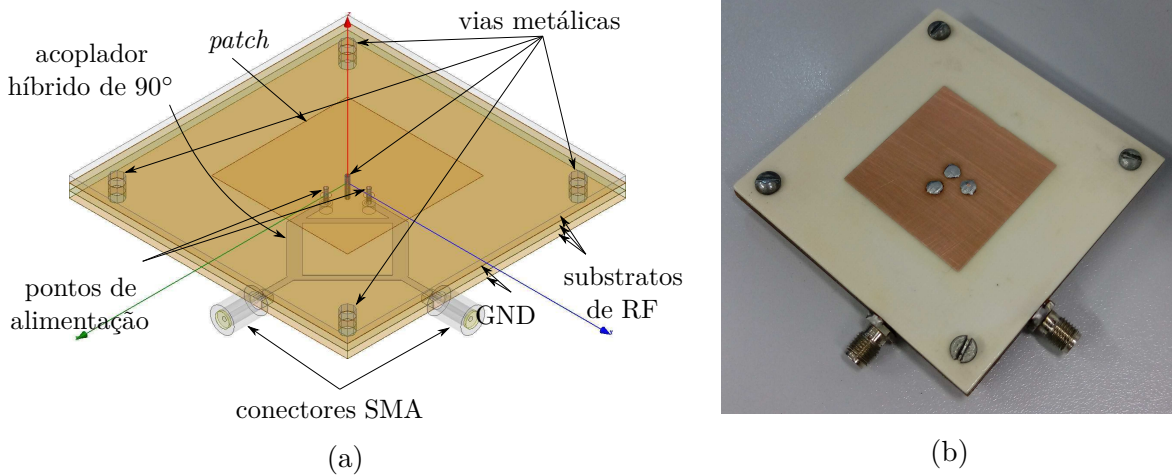 vias metálicas
patch
acoplador
híbrido de 90°
pontos de
alimentação
substratos
de RF
GND
conectores SMA
(a)
(b)